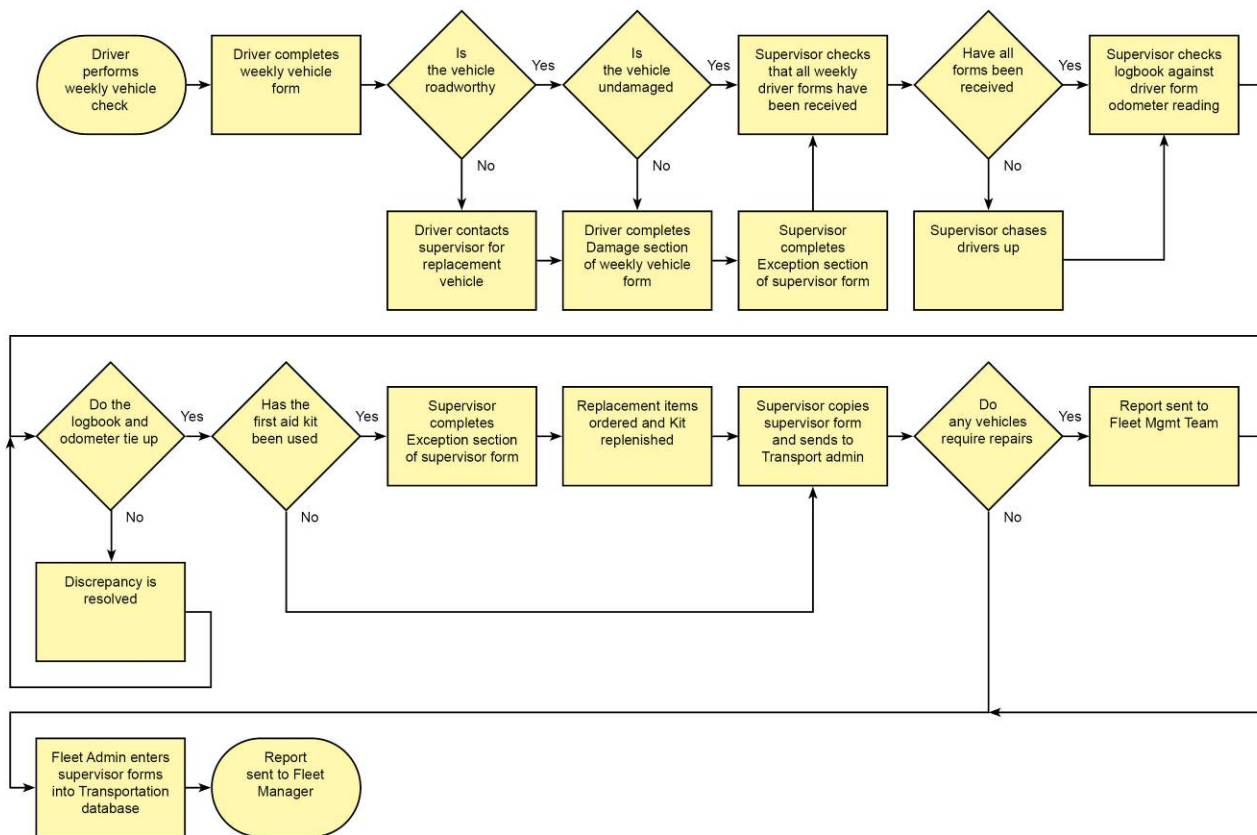 Driver
performs
weekly vehicle
check
Driver completes
weekly vehicle
form
Is
the vehicle
roadworthy
Yes
No
Is
the vehicle
undamaged
Yes
No
Supervisor checks
that all weekly
driver forms have
been received
Have all
forms been
received
Yes
No
Supervisor checks
logbook against
driver form
odometer reading
Driver contacts
supervisor for
replacement
vehicle
Driver completes
Damage section
of weekly vehicle
form
Supervisor
completes
Exception section
of supervisor form
Supervisor chases
drivers up
Do the
logbook and
odometer tie up
Yes
No
Has the
first aid kit
been used
Yes
No
Supervisor
completes
Exception section
of supervisor form
Replacement items
ordered and Kit
replenished
Supervisor copies
supervisor form
and sends to
Transport admin
Do
any vehicles
require repairs
Yes
No
Report sent to
Fleet Mgmt Team
Discrepancy is
resolved
Fleet Admin enters
supervisor forms
into Transportation
database
Report
sent to Fleet
Manager